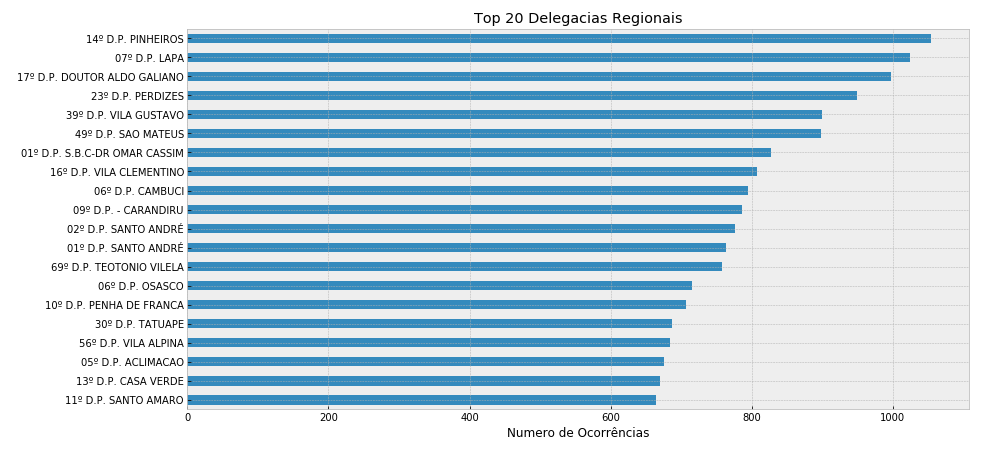 Top 20 Delegacias Regionais
14º D.P. PINHEIROS
07º D.P. LAPA
17º D.P. DOUTOR ALDO GALIANO
23º D.P. PERDIZES
39º D.P. VILA GUSTAVO
49º D.P. SAO MATEUS
01º D.P. S.B.C-DR OMAR CASSIM
16º D.P. VILA CLEMENTINO
06º D.P. CAMBUCI
09º D.P. - CARANDIRU
02º D.P. SANTO ANDRÉ
01º D.P. SANTO ANDRÉ
69º D.P. TEOTONIO VILELA
06º D.P. OSASCO
10º D.P. PENHA DE FRANCA
30º D.P. TATUAPE
56º D.P. VILA ALPINA
05º D.P. ACLIMACAO
13º D.P. CASA VERDE
11º D.P. SANTO AMARO
0 200 400 600 800 1000
Numero de Ocorrências